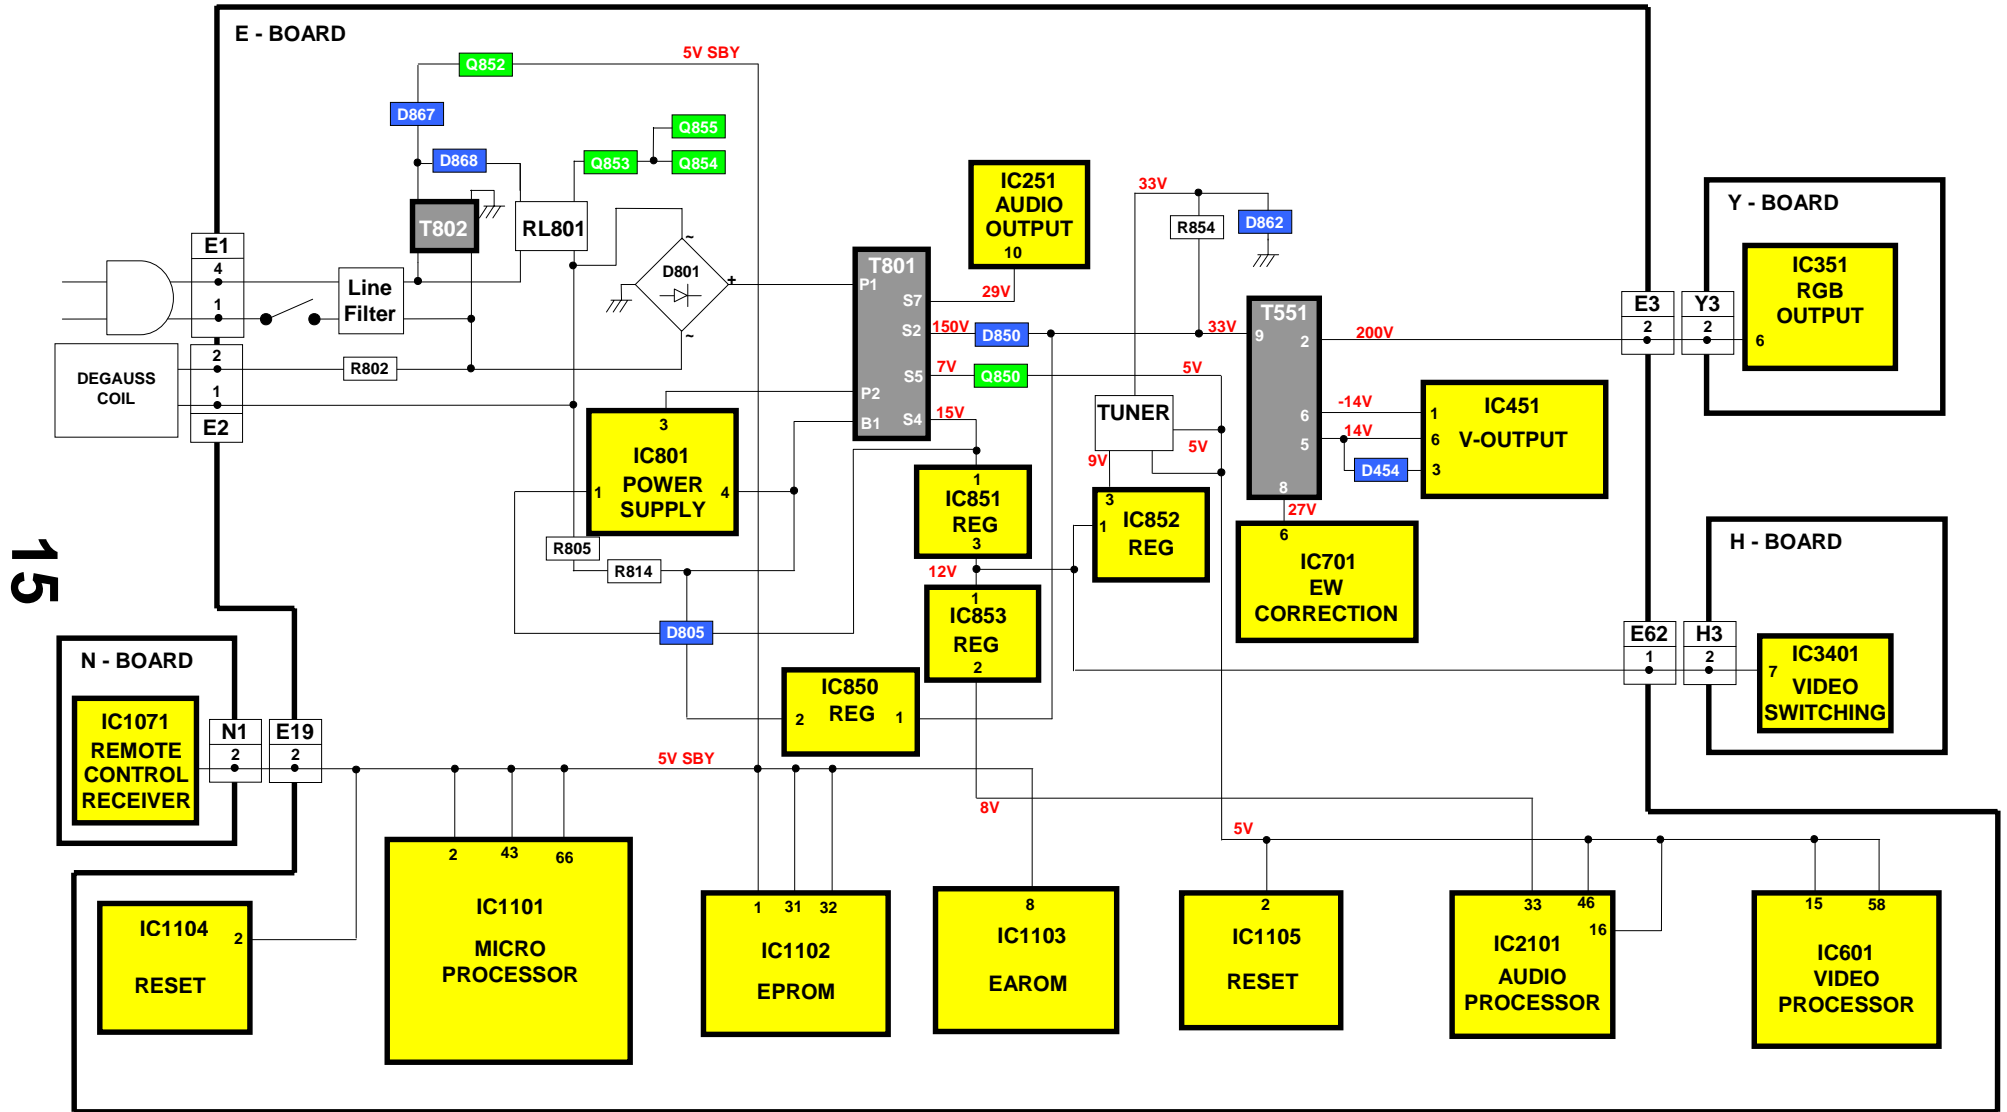 E - BOARD
5V SBY
Q852
D867
D868
Q855
Q853
Q854
T802
RL801
E1
4
1
Line
Filter
2
1
E2
DEGAUSS
COIL
R802
~
D801
+
~
T801
P1
S7
S2
S5
P2
B1
S4
29V
150V
7V
15V
D850
Q850
IC251
AUDIO
OUTPUT
10
33V
R854
D862
33V
5V
TUNER
5V
9V
T551
9
2
6
5
8
200V
-14V
14V
27V
D454
1
6
3
IC451
V-OUTPUT
E3
2
Y3
2
Y - BOARD
IC351
RGB
OUTPUT
6
3
IC801
POWER
SUPPLY
1
4
R805
R814
D805
1
IC851
REG
3
12V
1
IC853
REG
2
3
1
IC852
REG
6
IC701
EW
CORRECTION
H - BOARD
E62
1
H3
2
IC3401
7
VIDEO
SWITCHING
15
N - BOARD
IC1071
REMOTE
CONTROL
RECEIVER
N1
2
E19
2
IC850
REG
2
1
5V SBY
8V
5V
IC1104
2
RESET
2
43
66
IC1101
MICRO
PROCESSOR
1
31
32
IC1102
EPROM
8
IC1103
EAROM
2
IC1105
RESET
33
46
16
IC2101
AUDIO
PROCESSOR
15
58
IC601
VIDEO
PROCESSOR